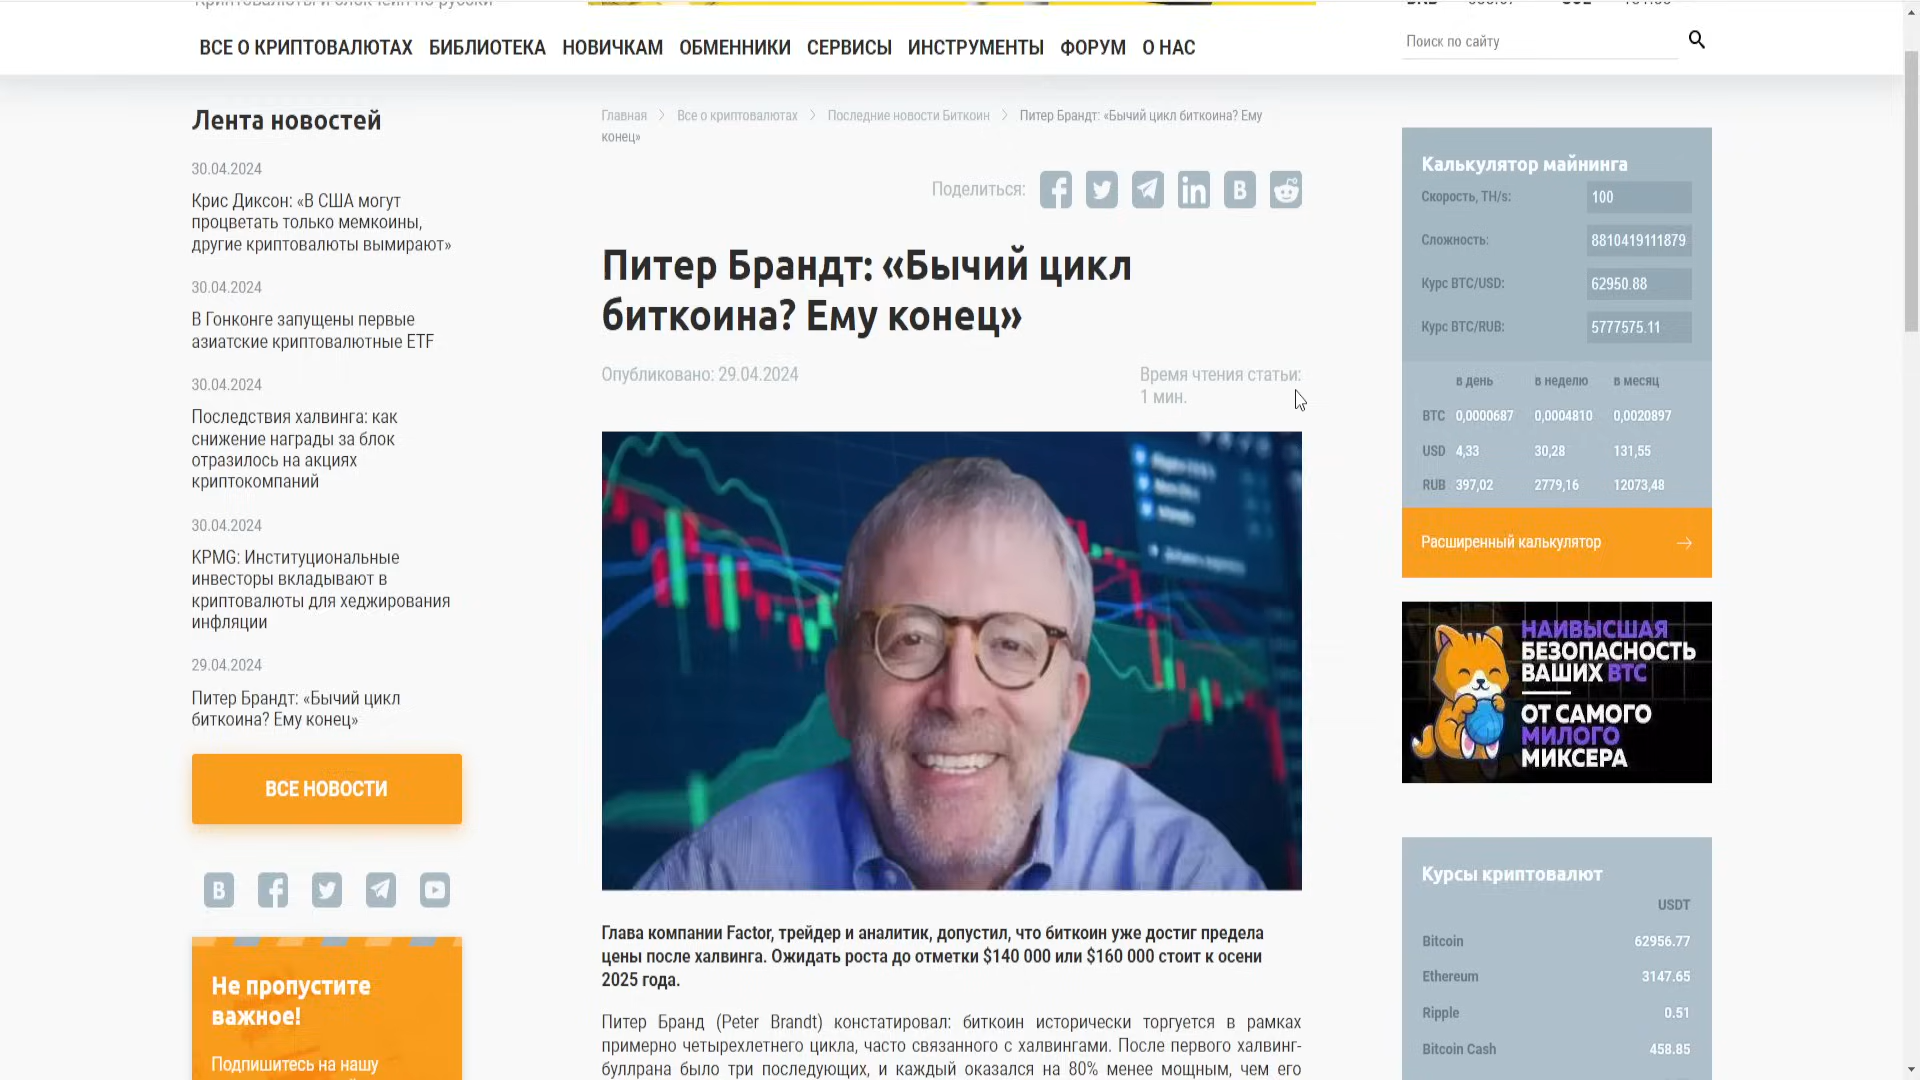 ВСЕ О КРИПТОВАЛЮТАХ БИБЛИОТЕКА НОВИЧКАМ ОБМЕННИКИ СЕРВИСЫ ИНСТРУМЕНТЫ ФОРУМ О НАС
Поиск по сайту
Лента новостей
30.04.2024
Крис Диксон: «В США могут
процветать только мемкоины,
другие криптовалюты вымирают»
30.04.2024
В Гонконге запущены первые
азиатские криптовалютные ETF
30.04.2024
Последствия халвинга: как
снижение награды за блок
отразилось на акциях
криптокомпаний
30.04.2024
KPMG: Институциональные
инвесторы вкладывают в
криптовалюты для хеджирования
инфляции
29.04.2024
Питер Брандт: «Бычий цикл
биткоина? Ему конец»
ВСЕ НОВОСТИ
Не пропустите
важное!
Подпишитесь на нашу
Главная > Все о криптовалютах > Последние новости Биткоин > Питер Брандт: «Бычий цикл биткоина? Ему
конец»
Поделиться:
Питер Брандт: «Бычий цикл
биткоина? Ему конец»
Опубликовано: 29.04.2024
Время чтения статьи:
1 мин.
Глава компании Factor, трейдер и аналитик, допустил, что биткоин уже достиг предела
цены после халвинга. Ожидать роста до отметки $140 000 или $160 000 стоит к осени
2025 года.
Питер Бранд (Peter Brandt) констатировал: биткоин исторически торгуется в рамках
примерно четырехлетнего цикла, часто связанного с халвингами. После первого халвинг-
буллрана было три последующих, и каждый оказался на 80% менее мощным, чем его
Калькулятор майнинга
Скорость, TH/s: 100
Сложность: 8810419111879
Курс BTC/USD: 62950.88
Курс BTC/RUB: 5777575.11
в день в неделю в месяц
BTC 0,0000687 0,0004810 0,0020897
USD 4,33 30,28 131,55
RUB 397,02 2779,16 12073,48
Расширенный калькулятор
НАИВЫСШАЯ
БЕЗОПАСНОСТЬ
ВАШИХ BTC
ОТ САМОГО
МИЛОГО
МИКСЕРА
Курсы криптовалют
USDT
Bitcoin 62956.77
Ethereum 3147.65
Ripple 0.51
Bitcoin Cash 458.85